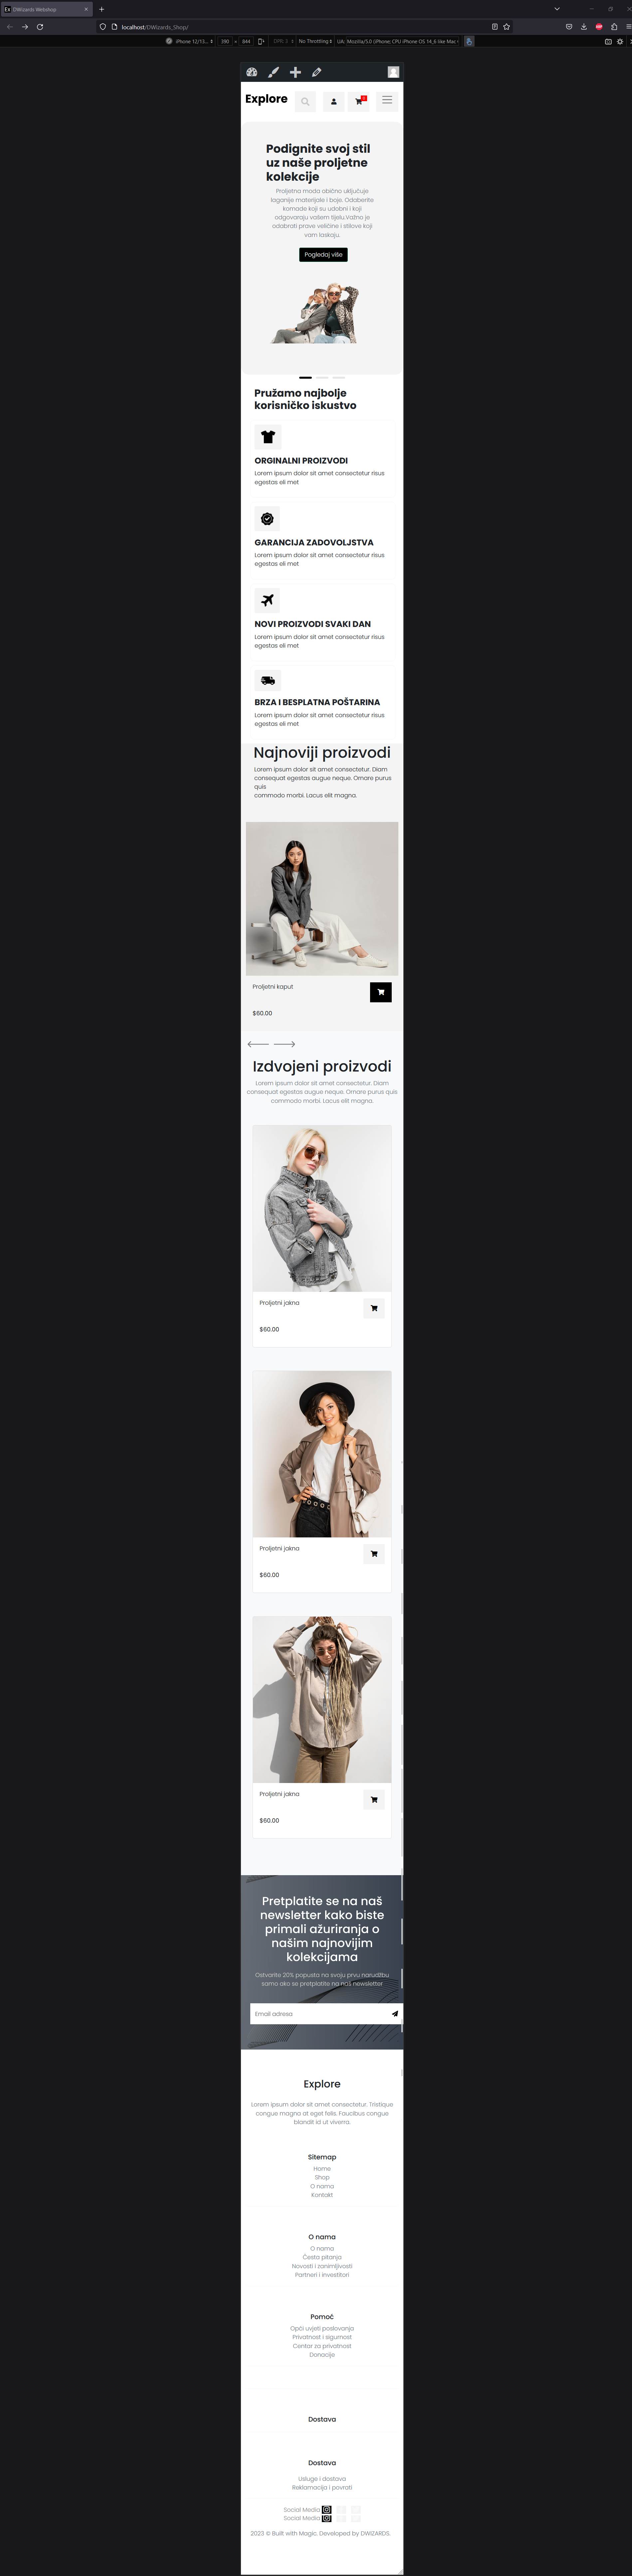 Ex DWizards Webshop
localhost/DWizards_Shop/
iPhone 12/13... 390 × 844 DPR: 3 No Throttling UA: Mozilla/5.0 (iPhone; CPU iPhone OS 14_6 like Mac
Explore
Podignite svoj stil
uz naše proljetne
kolekcije
Proljetna moda obično uključuje
laganije materijale i boje. Odaberite
komade koji su udobni i koji
odgovaraju vašem tijelu.Važno je
odabrati prave veličine i stilove koji
vam laskaju.
Pogledaj više
Pružamo najbolje
korisničko iskustvo
ORGINALNI PROIZVODI
Lorem ipsum dolor sit amet consectetur risus
egestas eli met
GARANCIJA ZADOVOLJSTVA
Lorem ipsum dolor sit amet consectetur risus
egestas eli met
NOVI PROIZVODI SVAKI DAN
Lorem ipsum dolor sit amet consectetur risus
egestas eli met
BRZA I BESPLATNA POŠTARINA
Lorem ipsum dolor sit amet consectetur risus
egestas eli met
Najnoviji proizvodi
Lorem ipsum dolor sit amet consectetur. Diam
consequat egestas augue neque. Ornare purus
quis
commodo morbi. Lacus elit magna.
Proljetni kaput
$60.00
Izdvojeni proizvodi
Lorem ipsum dolor sit amet consectetur. Diam
consequat egestas augue neque. Ornare purus quis
commodo morbi. Lacus elit magna.
Proljetni jakna
$60.00
Proljetni jakna
$60.00
Proljetni jakna
$60.00
Pretplatite se na naš
newsletter kako biste
primali ažuriranja o
našim najnovijim
kolekcijama
Ostvarite 20% popusta na svoju prvu narudžbu
samo ako se pretplatite na naš newsletter
Email adresa
Explore
Lorem ipsum dolor sit amet consectetur. Tristique
congue magna at eget felis. Faucibus congue
blandit id ut viverra.
Sitemap
Home
Shop
O nama
Kontakt
O nama
O nama
Česta pitanja
Novosti i zanimljivosti
Partneri i investitori
Pomoć
Opći uvjeti poslovanja
Privatnost i sigurnost
Centar za privatnost
Donacije
Dostava
Dostava
Usluge i dostava
Reklamacija i povrati
Social Media
Social Media
2023 © Built with Magic. Developed by DWIZARDS.